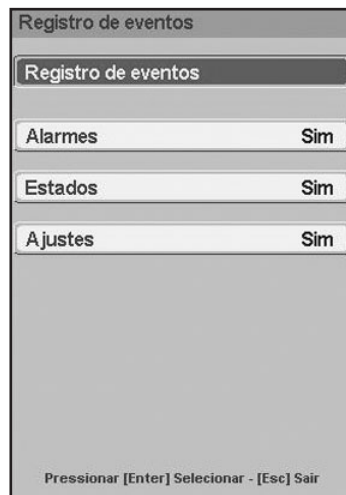 Registro de eventos
Registro de eventos
Alarmes Sim
Estados Sim
Ajustes Sim
Pressionar [Enter] Selecionar - [Esc] Sair